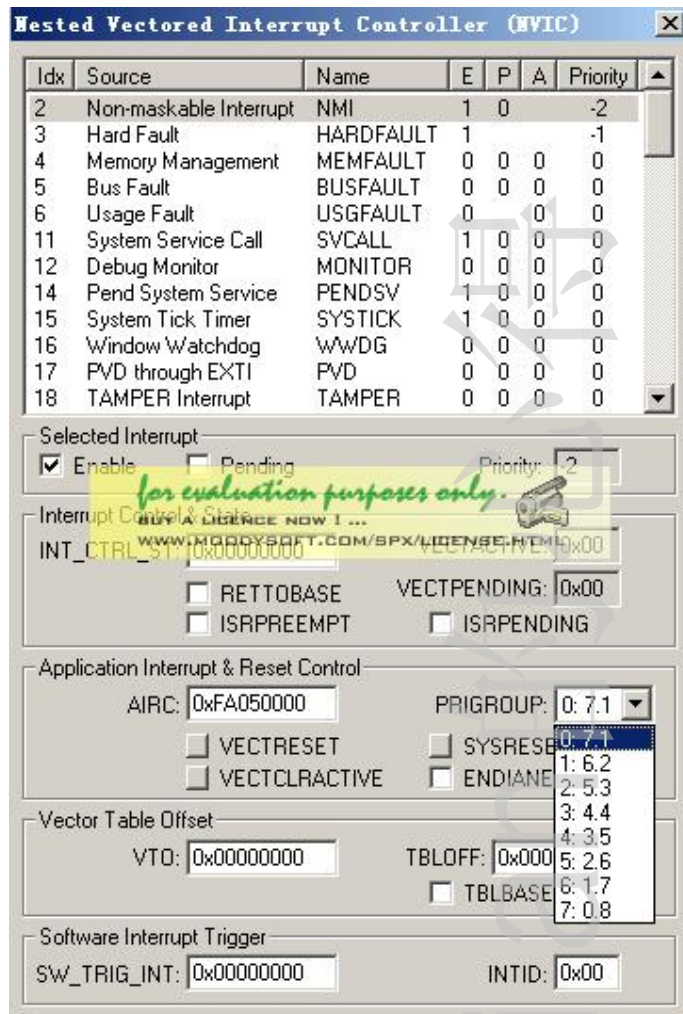 Nested Vectored Interrupt Controller (NVIC)
Idx Source Name E P A Priority
2 Non-maskable Interrupt NMI 1 0 -2
3 Hard Fault HARDFAULT 1 -1
4 Memory Management MEMFAULT 0 0 0 0
5 Bus Fault BUSFAULT 0 0 0 0
6 Usage Fault USGFAULT 0 0 0
11 System Service Call SVCALL 1 0 0 0
12 Debug Monitor MONITOR 0 0 0 0
14 Pend System Service PENDSV 1 0 0 0
15 System Tick Timer SYSTICK 1 0 0 0
16 Window Watchdog WWDG 0 0 0 0
17 PVD through EXTI PVD 0 0 0 0
18 TAMPER Interrupt TAMPER 0 0 0 0
Selected Interrupt
Enable Pending Priority: -2
for evaluation purposes only.
Interrupt Control & State
BUY A LICENSE NOW ! ...
WWW.MOODYSOFT.COM/SPX/LICENSE.HTML
INT_CTRL_ST: 0x00000000 VECTACTIVE: 0x00
RETTOBASE VECTPENDING: 0x00
ISRPREEMPT ISRPENDING
Application Interrupt & Reset Control
AIRC: 0xFA050000 PRIGROUP: 0: 7.1
VECTRESET SYSRESE 0: 7.1
1: 6.2
VECTCLRACTIVE ENDIANE 2: 5.3
3: 4.4
Vector Table Offset 4: 3.5
VTO: 0x00000000 TBLOFF: 0x000 5: 2.6
TBLBASE 6: 1.7
7: 0.8
Software Interrupt Trigger
SW_TRIG_INT: 0x00000000 INTID: 0x00